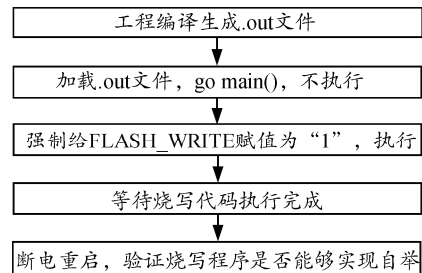 工程编译生成.out文件
加载.out文件，go main()，不执行
强制给FLASH_WRITE赋值为“1”，执行
等待烧写代码执行完成
断电重启，验证烧写程序是否能够实现自举